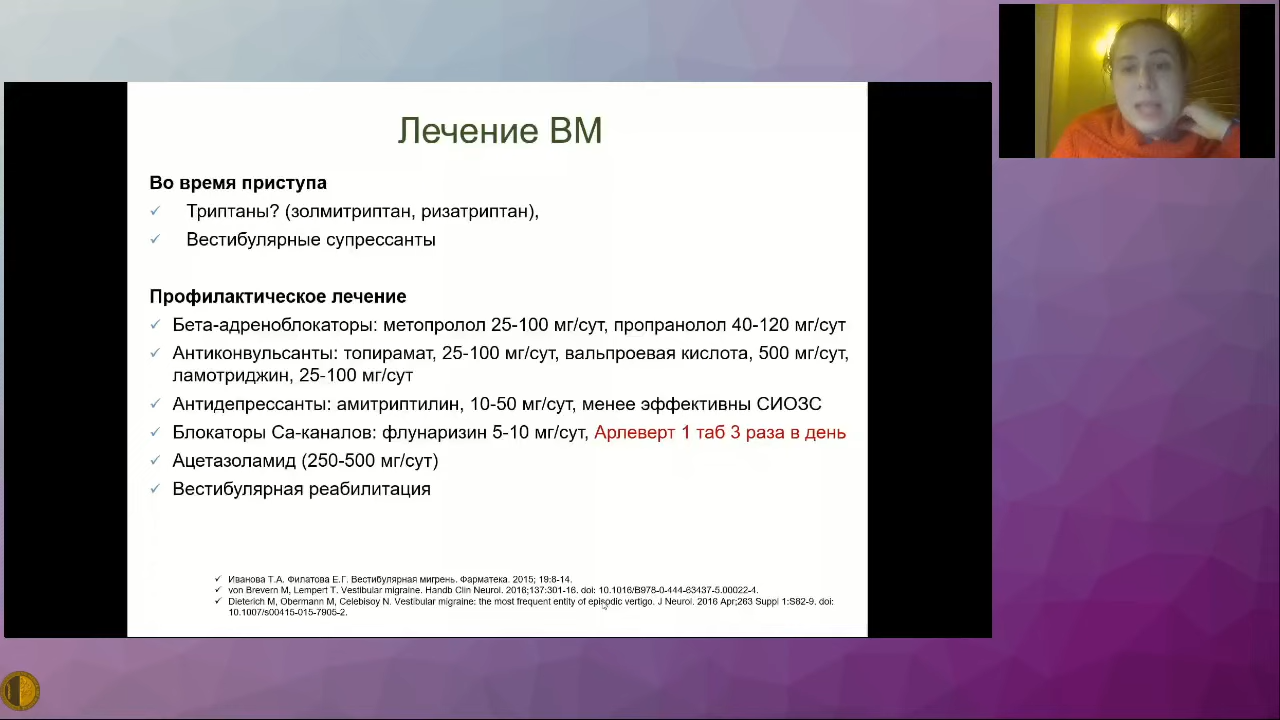 Лечение ВМ
Во время приступа
✓ Триптаны? (золмитриптан, ризатриптан),
✓ Вестибулярные супрессанты
Профилактическое лечение
✓ Бета-адреноблокаторы: метопролол 25-100 мг/сут, пропранолол 40-120 мг/сут
✓ Антиконвульсанты: топирамат, 25-100 мг/сут, вальпроевая кислота, 500 мг/сут,
ламотриджин, 25-100 мг/сут
✓ Антидепрессанты: амитриптилин, 10-50 мг/сут, менее эффективны СИОЗС
✓ Блокаторы Са-каналов: флунаризин 5-10 мг/сут, Арлеверт 1 таб 3 раза в день
✓ Ацетазоламид (250-500 мг/сут)
✓ Вестибулярная реабилитация
✓ Иванова Т.А. Филатова Е.Г. Вестибулярная мигрень. Фарматека. 2015; 19:8-14.
✓ von Brevern M, Lempert T. Vestibular migraine. Handb Clin Neurol. 2016;137:301-16. doi: 10.1016/B978-0-444-63437-5.00022-4.
✓ Dieterich M, Obermann M, Celebisoy N. Vestibular migraine: the most frequent entity of episodic vertigo. J Neurol. 2016 Apr;263 Suppl 1:S82-9. doi:
10.1007/s00415-015-7905-2.